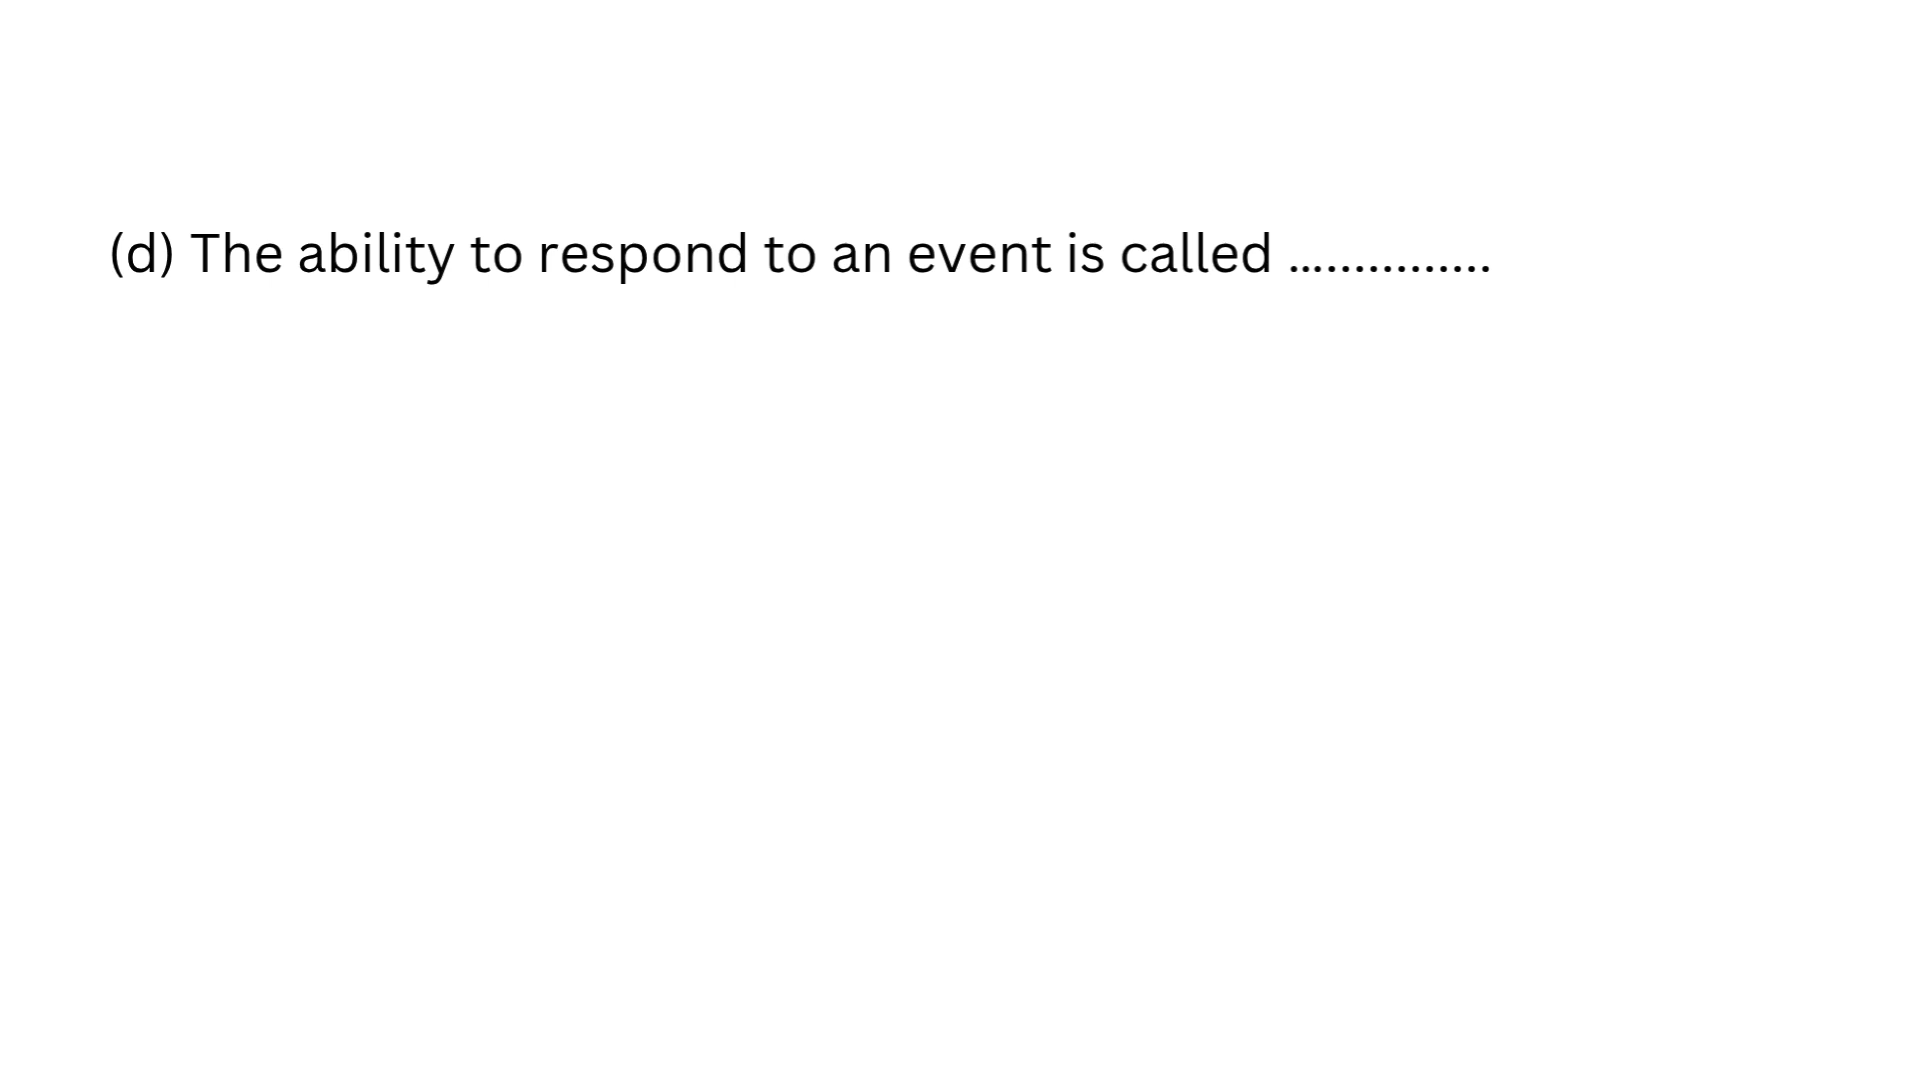 (d) The ability to respond to an event is called ...............